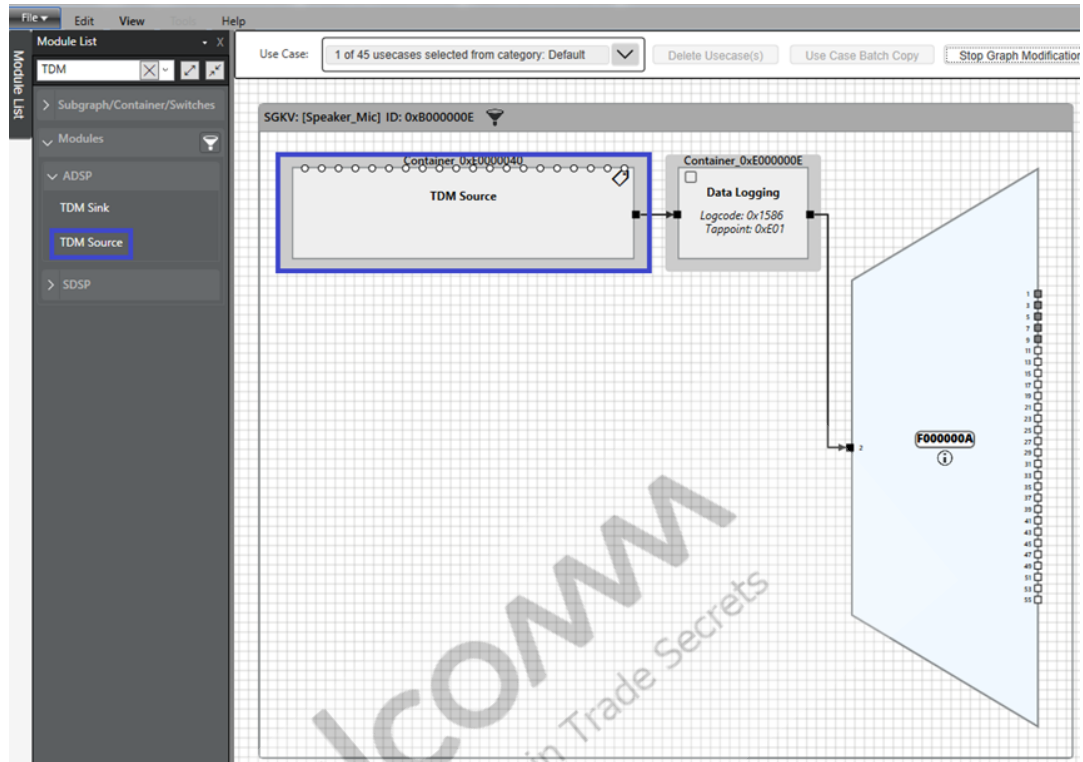 File
Edit
View
Tools
Help
Module List
Module List
X
TDM
Subgraph/Container/Switches
Modules
ADSP
TDM Sink
TDM Source
SDSP
Use Case:
1 of 45 usecases selected from category: Default
Delete Usecase(s)
Use Case Batch Copy
Stop Graph Modification
SGKV: [Speaker_Mic] ID: 0xB000000E
Container_0xE0000040
TDM Source
Container_0xE000000E
Data Logging
Logcode: 0x1586
Tappoint: 0xE01
2
F000000A
1
3
5
7
9
11
13
15
17
19
21
23
25
27
29
31
33
35
37
39
41
43
45
47
49
51
53
55
lcomm
in Trade Secrets